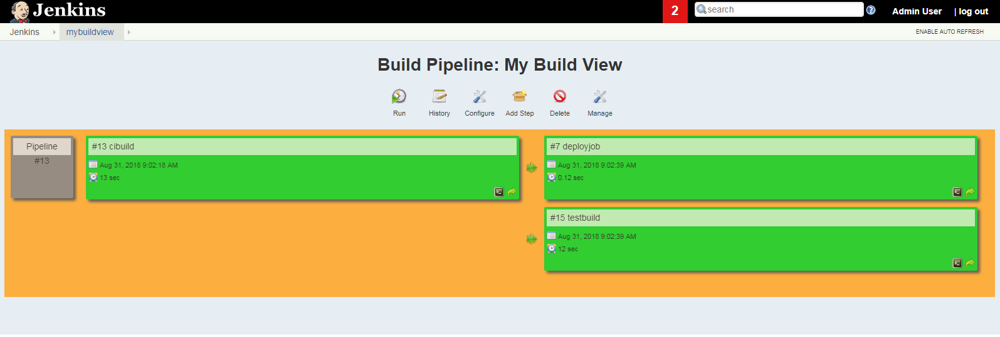 Jenkins
2
search
Admin User
| log out
Jenkins
mybuildview
ENABLE AUTO REFRESH
Build Pipeline: My Build View
Run
History
Configure
Add Step
Delete
Manage
Pipeline
#13
#13 cibuild
Aug 31, 2018 9:02:18 AM
13 sec
#7 deployjob
Aug 31, 2018 9:02:39 AM
0.12 sec
#15 testbuild
Aug 31, 2018 9:02:39 AM
12 sec